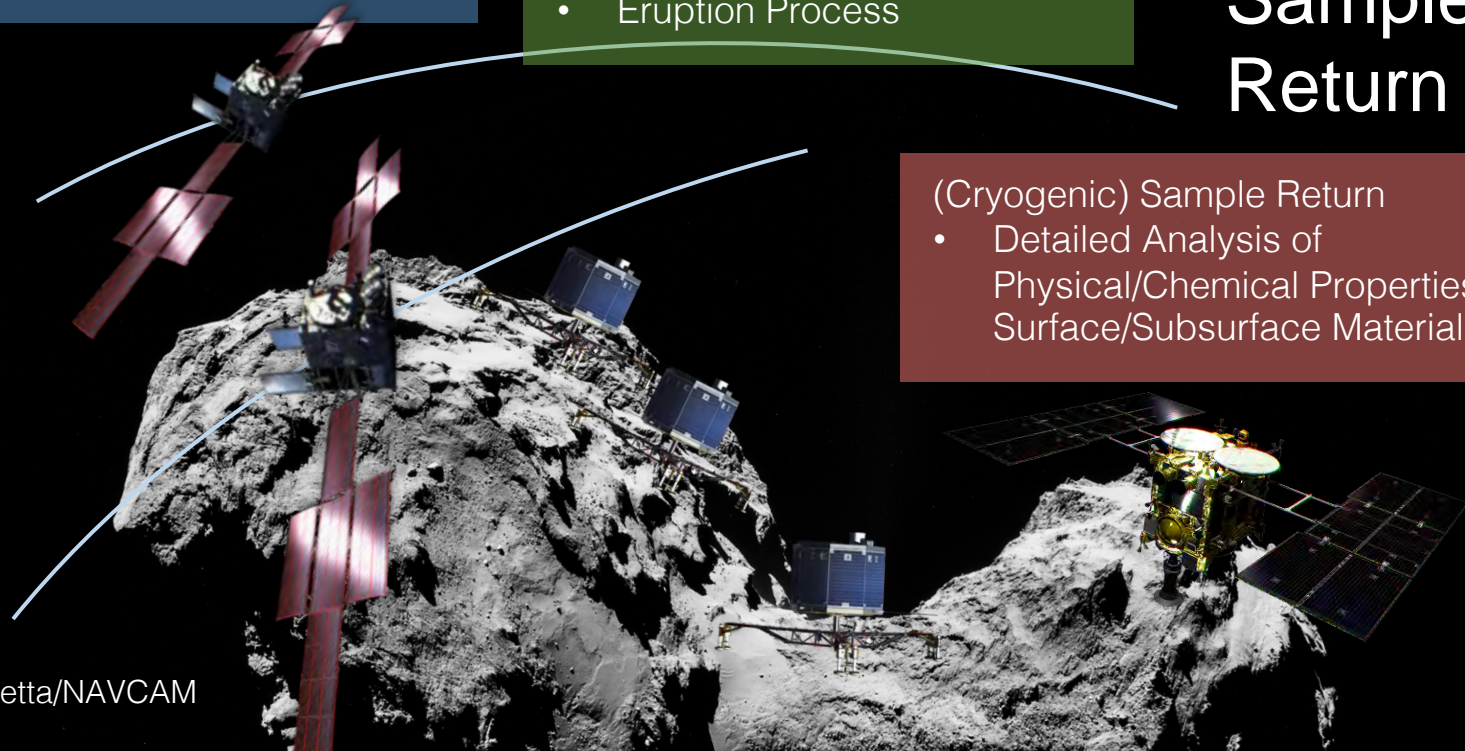 • Eruption Process
Sample
Return
(Cryogenic) Sample Return
• Detailed Analysis of
Physical/Chemical Properties
Surface/Subsurface Material
etta/NAVCAM